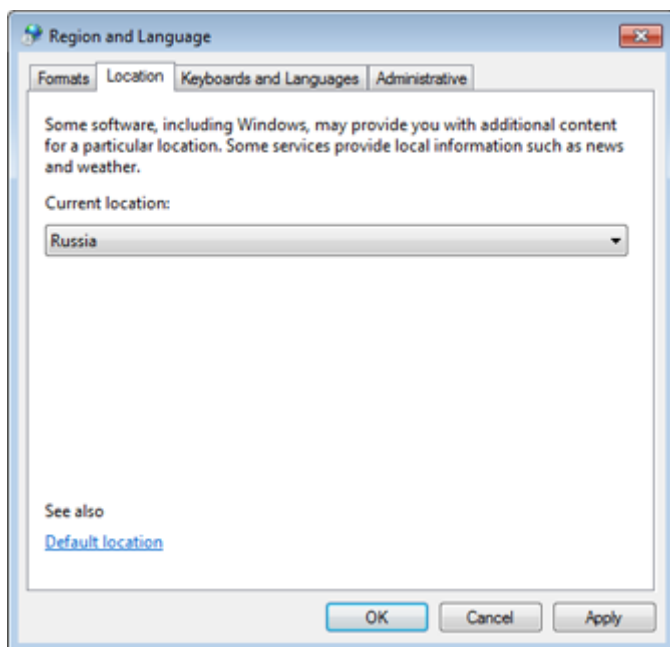 Region and Language
Formats Location Keyboards and Languages Administrative
Some software, including Windows, may provide you with additional content
for a particular location. Some services provide local information such as news
and weather.
Current location:
Russia
See also
Default location
OK Cancel Apply